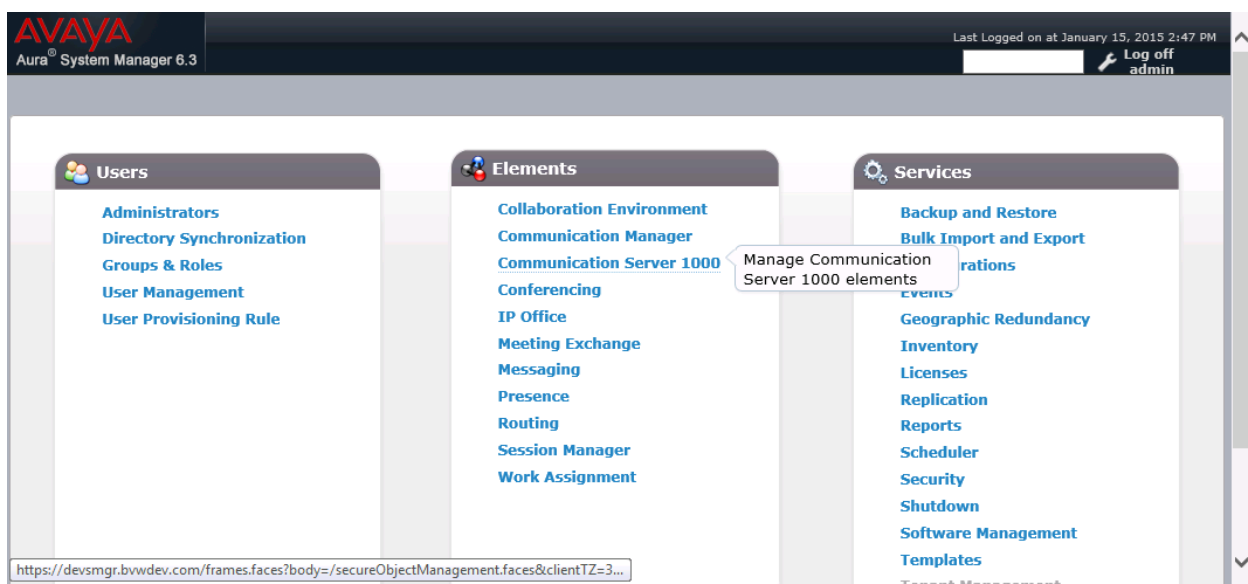 AVAYA
Aura® System Manager 6.3
Last Logged on at January 15, 2015 2:47 PM
Log off
admin
Users
Administrators
Directory Synchronization
Groups & Roles
User Management
User Provisioning Rule
Elements
Collaboration Environment
Communication Manager
Communication Server 1000
Conferencing
IP Office
Meeting Exchange
Messaging
Presence
Routing
Session Manager
Work Assignment
Manage Communication
Server 1000 elements
Services
Backup and Restore
Bulk Import and Export
rations
Events
Geographic Redundancy
Inventory
Licenses
Replication
Reports
Scheduler
Security
Shutdown
Software Management
Templates
Tenant Management
https://devsmgr.bvwdev.com/frames.faces?body=/secureObjectManagement.faces&clientTZ=3...